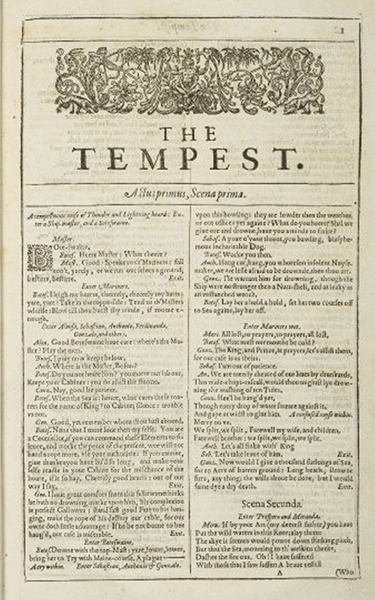 1
THE
TEMPEST.
Actus primus, Scena prima.
A tempestuous noise of Thunder and Lightning heard: En-
ter a Ship-master, and a Boteswaine.
Master.
BOte-swaine.
Botes. Heere Master: What cheere?
Mast. Good: Speake to th'Mariners: fall
too't, yarely, or we run our selues a ground,
bestirre, bestirre. Exit.
Enter Mariners.
Botes. Heigh my hearts, cheerely, cheerely my harts:
yare, yare: Take in the toppe-sale: Tend to th'Masters
whistle: Blow till thou burst thy winde, if roome e-
nough.
Enter Alonso, Sebastian, Anthonio, Ferdinando,
Gonzalo, and others.
Alon. Good Boteswaine haue care: where's the Ma-
ster? Play the men.
Botes. I pray now keepe below.
Anth. Where is the Master, Boson?
Botes. Do you not heare him? you marre our labour,
Keepe your Cabines: you do assist the storme.
Gonz. Nay, good be patient.
Botes. When the Sea is: hence, what cares these roa-
rers for the name of King? to Cabine; silence: trouble
vs not.
Gon. Good, yet remember whom thou hast aboord.
Botes. None that I more loue then my selfe. You are
a Counsellor, if you can command these Elements to si-
lence, and worke the peace of the present, wee will not
hand a rope more, vse your authoritie: If you cannot,
giue thankes you haue liu'd so long, and make your
selfe readie in your Cabine for the mischance of the
houre, if it so hap. Cheerely good hearts: out of our
way I say. Exit.
Gon. I haue great comfort from this fellow: methinks
he hath no drowning marke vpon him, his complexion
is perfect Gallowes: stand fast good Fate to his han-
ging, make the rope of his destiny our cable, for our
owne doth little aduantage: If he be not borne to bee
hang'd, our case is miserable. Exit.
Enter Boteswaine.
Botes. Downe with the top-Mast: yare, lower, lower,
bring her to Try with Maine-course. A plague
A cry within. Enter Sebastian, Anthonio & Gonzalo.
vpon this howling: they are lowder then the weather,
or our office: yet againe? What do you heere? Shal we
giue ore and drowne, haue you a minde to sinke?
Sebas. A poxe o'your throat, you bawling, blasphe-
mous incharitable Dog.
Botes. Worke you then.
Anth. Hang cur, hang, you whoreson insolent Noyse-
maker, we are lesse afraid to be drownde, then thou art.
Gonz. I'le warrant him for drowning, though the
Ship were no stronger then a Nutt-shell, and as leaky as
an vnstanched wench.
Botes. Lay her a hold, a hold, set her two courses off
to Sea againe, lay her off.
Enter Mariners wet.
Mari. All lost, to prayers, to prayers, all lost.
Botes. What must our mouths be cold?
Gonz. The King, and Prince, at prayers, let's assist them,
for our case is as theirs.
Sebas. I'am out of patience.
An. We are meerly cheated of our liues by drunkards,
This wide-chopt-rascall, would thou mightst lye drow-
ning the washing of ten Tides.
Gonz. Hee'l be hang'd yet,
Though euery drop of water sweare against it,
And gape at widst to glut him. A confused noyse within.
Mercy on vs.
We split, we split, Farewell my wife, and children,
Farewell brother: we split, we split, we split.
Anth. Let's all sinke with' King
Seb. Let's take leaue of him. Exit.
Gonz. Now would I giue a thousand furlongs of Sea,
for an Acre of barren ground: Long heath, Browne
firrs, any thing; the wills aboue be done, but I would
faine dye a dry death. Exit.
Scena Secunda.
Enter Prospero and Miranda.
Mira. If by your Art (my deerest father) you haue
Put the wild waters in this Rore; alay them:
The skye it seemes would powre down stinking pitch,
But that the Sea, mounting to th' welkins cheeke,
Dashes the fire out. Oh! I haue suffered
With those that I saw suffer: A braue vessell
A (Who